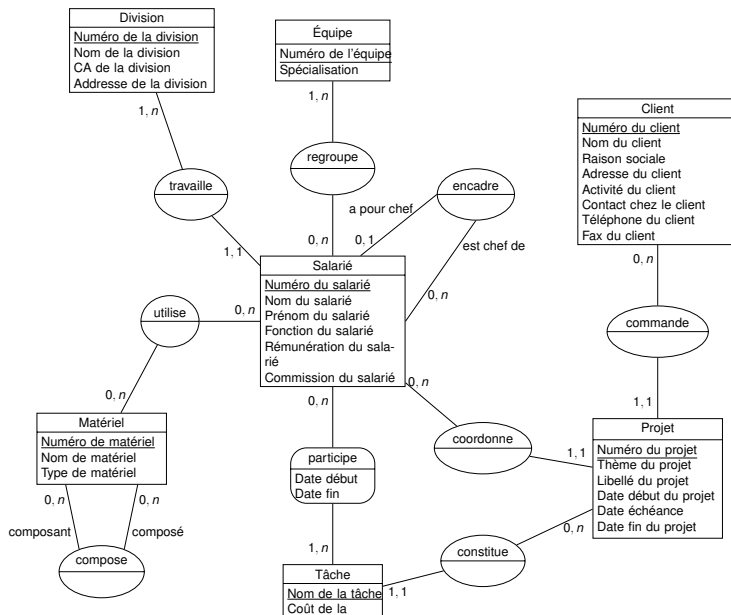 Division
Numéro de la division
Nom de la division
CA de la division
Addresse de la division
1, n
travaille
1, 1
Équipe
Numéro de l'équipe
Spécialisation
1, n
regroupe
0, n
encadre
a pour chef
0, 1
est chef de
0, n
Client
Numéro du client
Nom du client
Raison sociale
Adresse du client
Activité du client
Contact chez le client
Téléphone du client
Fax du client
0, n
commande
1, 1
Salarié
Numéro du salarié
Nom du salarié
Prénom du salarié
Fonction du salarié
Rémunération du sala-
rié
Commission du salarié
0, n
utilise
0, n
Matériel
Numéro de matériel
Nom de matériel
Type de matériel
0, n
0, n
composant
composé
compose
0, n
participe
Date début
Date fin
1, n
0, n
coordonne
1, 1
Projet
Numéro du projet
Thème du projet
Libellé du projet
Date début du projet
Date échéance
Date fin du projet
0, n
constitue
1, 1
Tâche
Nom de la tâche
Coût de la